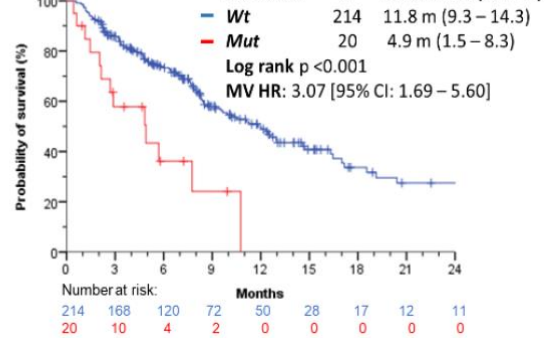 Wt 214 11.8 m (9.3 – 14.3)
Mut 20 4.9 m (1.5 – 8.3)
Log rank p <0.001
MV HR: 3.07 [95% CI: 1.69 – 5.60]
Probability of survival (%)
100
80
60
40
20
0
0 3 6 9 12 15 18 21 24
Number at risk:
Months
214 168 120 72 50 28 17 12 11
20 10 4 2 0 0 0 0 0